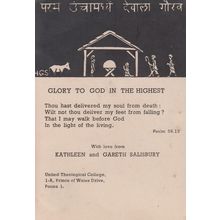 परम उंचामधें देवाला गौरव
HGS
GLORY TO GOD IN THE HIGHEST
Thou hast delivered my soul from death:
Wilt not thou deliver my feet from falling?
That I may walk before God
In the light of the living.
Psalm 56.13
With love from
KATHLEEN and GARETH SALISBURY
United Theological College,
1-A, Prince of Wales Drive,
Poona 1.